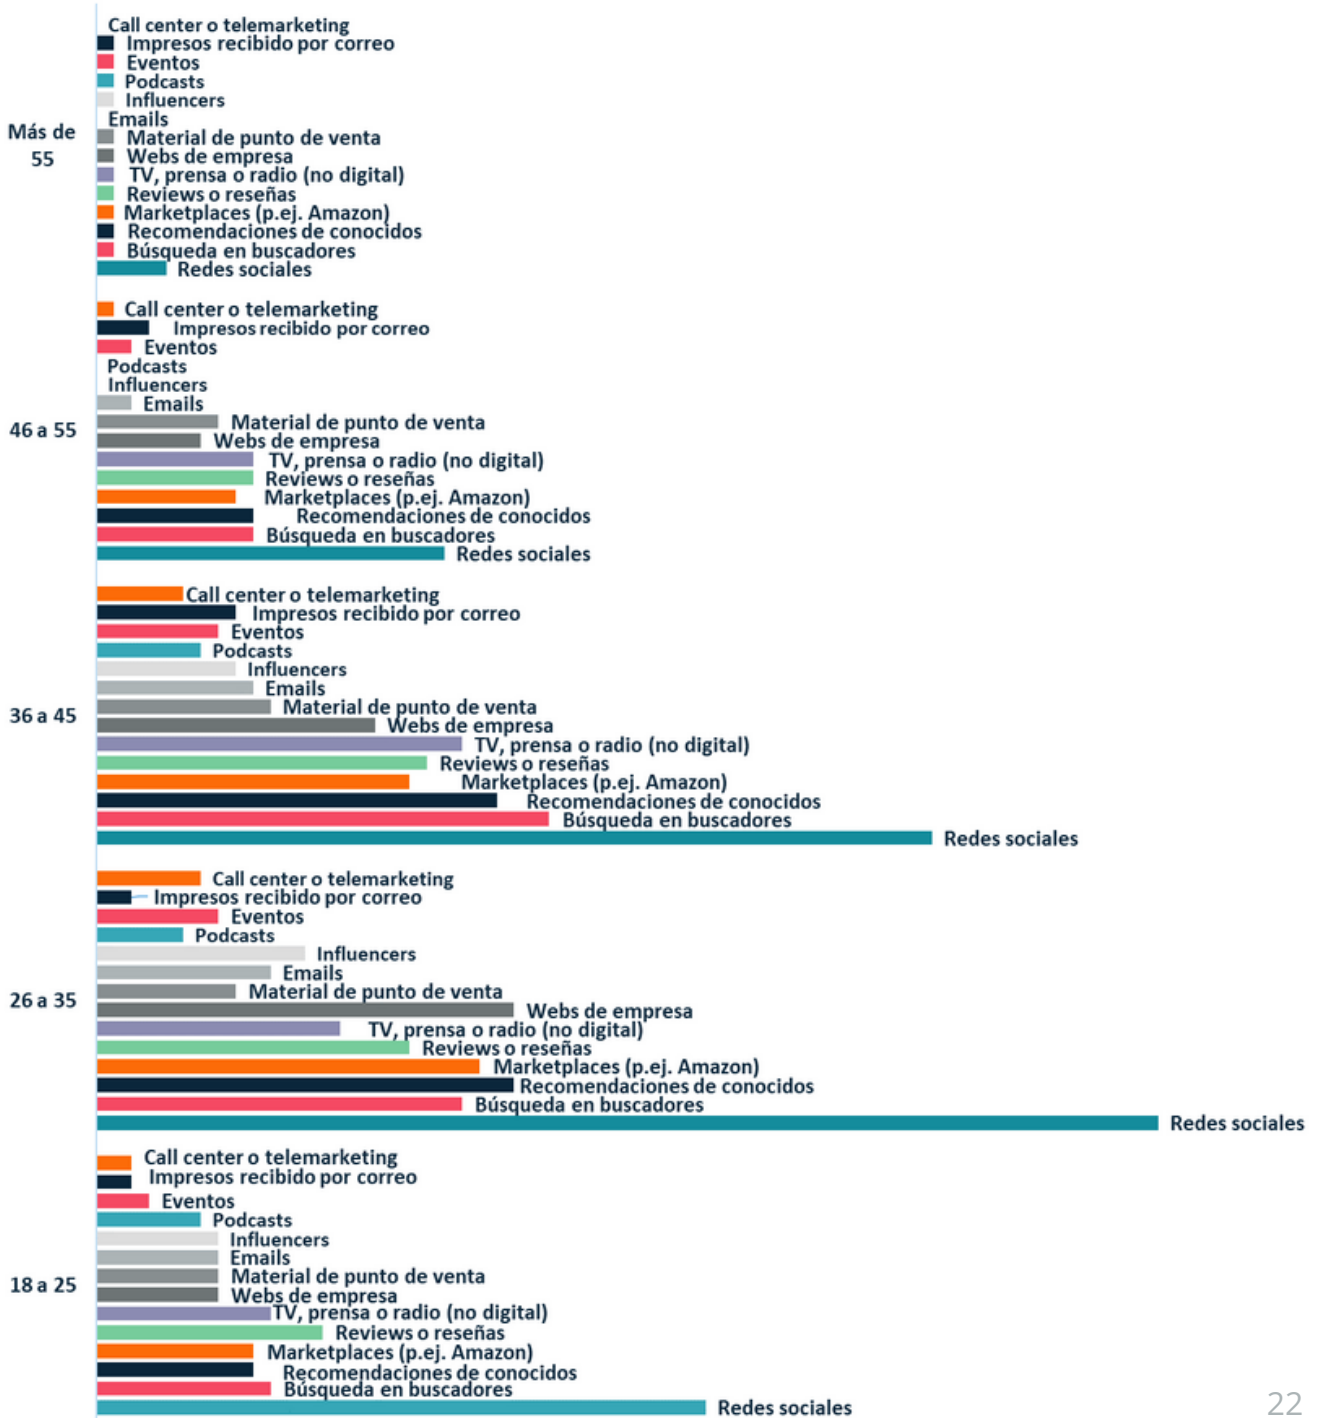 Call center o telemarketing
Impresos recibido por correo
Eventos
Podcasts
Influencers
Emails
Más de
55
Material de punto de venta
Webs de empresa
TV, prensa o radio (no digital)
Reviews o reseñas
Marketplaces (p.ej. Amazon)
Recomendaciones de conocidos
Búsqueda en buscadores
Redes sociales
Call center o telemarketing
Impresos recibido por correo
Eventos
Podcasts
Influencers
Emails
Material de punto de venta
46 a 55
Webs de empresa
TV, prensa o radio (no digital)
Reviews o reseñas
Marketplaces (p.ej. Amazon)
Recomendaciones de conocidos
Búsqueda en buscadores
Redes sociales
Call center o telemarketing
Impresos recibido por correo
Eventos
Podcasts
Influencers
Emails
Material de punto de venta
36 a 45
Webs de empresa
TV, prensa o radio (no digital)
Reviews o reseñas
Marketplaces (p.ej. Amazon)
Recomendaciones de conocidos
Búsqueda en buscadores
Redes sociales
Call center o telemarketing
Impresos recibido por correo
Eventos
Podcasts
Influencers
Emails
Material de punto de venta
26 a 35
Webs de empresa
TV, prensa o radio (no digital)
Reviews o reseñas
Marketplaces (p.ej. Amazon)
Recomendaciones de conocidos
Búsqueda en buscadores
Redes sociales
Call center o telemarketing
Impresos recibido por correo
Eventos
Podcasts
Influencers
Emails
Material de punto de venta
18 a 25
Webs de empresa
TV, prensa o radio (no digital)
Reviews o reseñas
Marketplaces (p.ej. Amazon)
Recomendaciones de conocidos
Búsqueda en buscadores
Redes sociales
22